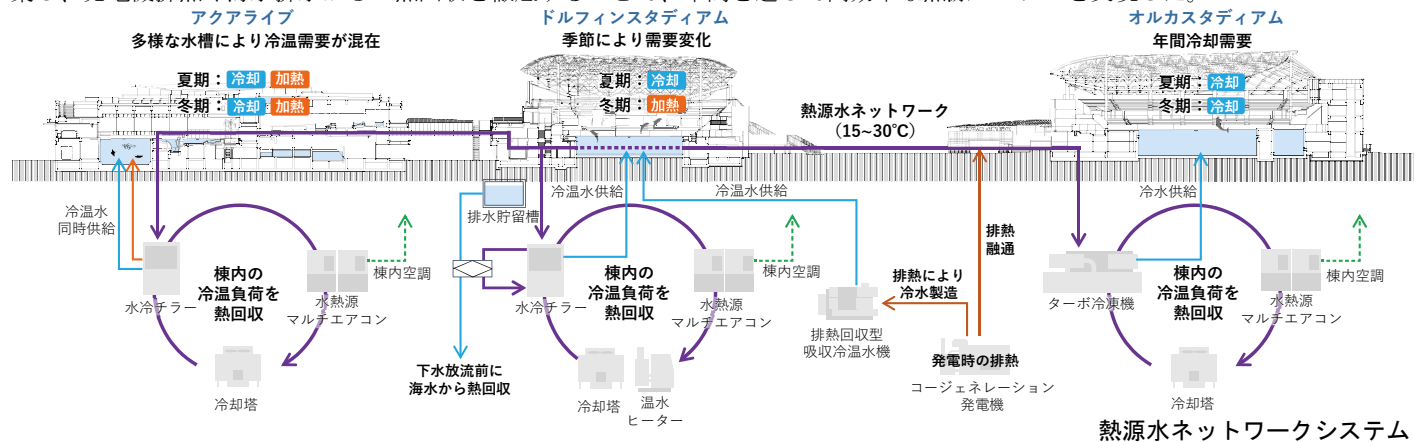 アクアライブ
多様な水槽により冷温需要が混在
夏期：冷却 加熱
冬期：冷却 加熱
ドルフィンスタディアム
季節により需要変化
夏期：冷却
冬期：加熱
オルカスタディアム
年間冷却需要
夏期：冷却
冬期：冷却
熱源水ネットワーク
（15~30℃）
冷温水
同時供給
排水貯留槽
冷温水供給
冷温水供給
冷水供給
排熱
融通
棟内の
冷温負荷を
熱回収
棟内空調
水冷チラー
水熱源
マルチエアコン
冷却塔
棟内の
冷温負荷を
熱回収
棟内空調
水冷チラー
水熱源
マルチエアコン
下水放流前に
海水から熱回収
冷却塔
温水
ヒーター
排熱により
冷水製造
排熱回収型
吸収冷温水機
発電時の排熱
コージェネレーション
発電機
棟内の
冷温負荷を
熱回収
棟内空調
ターボ冷凍機
水熱源
マルチエアコン
冷却塔
熱源水ネットワークシステム